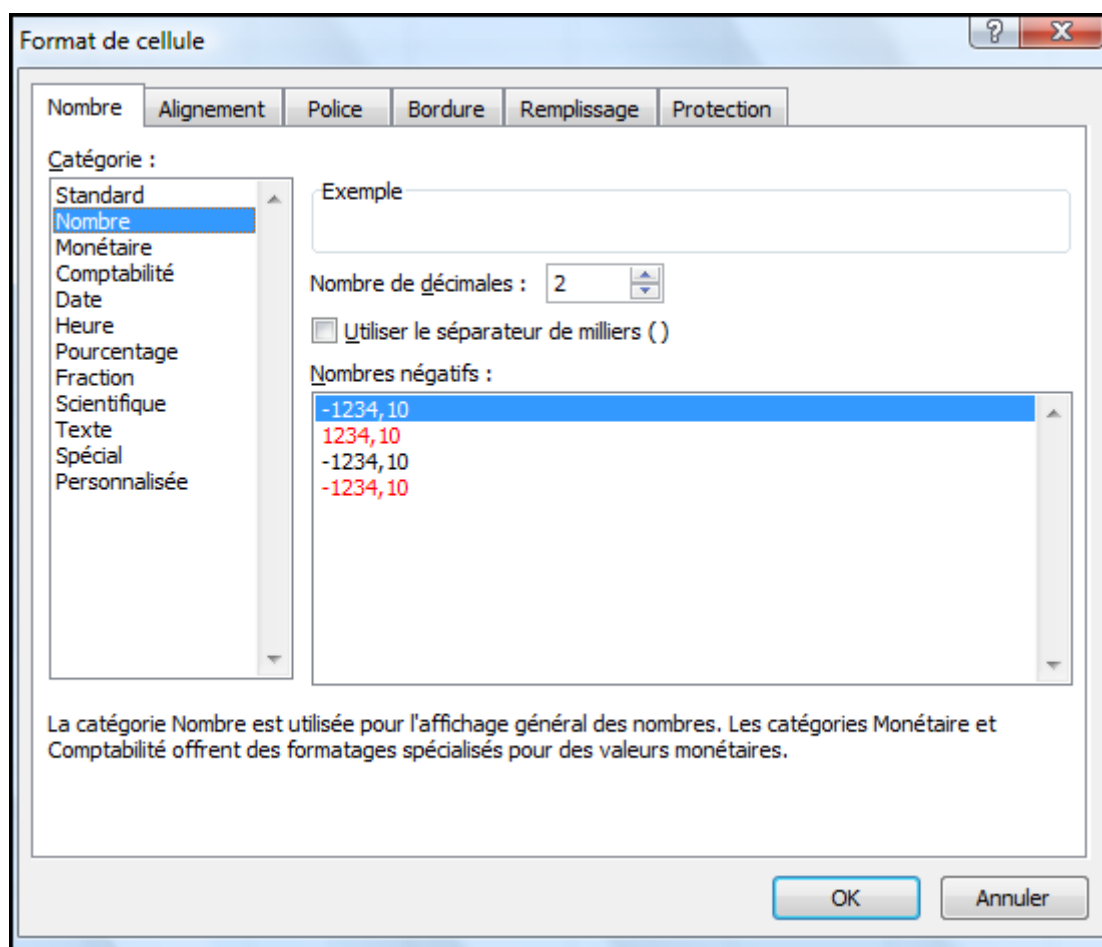 Format de cellule
Nombre Alignement Police Bordure Remplissage Protection
Catégorie :
Standard
Nombre
Monétaire
Comptabilité
Date
Heure
Pourcentage
Fraction
Scientifique
Texte
Spécial
Personnalisée
Exemple
Nombre de décimales : 2
Utiliser le séparateur de milliers ( )
Nombres négatifs :
-1234,10
1234,10
-1234,10
-1234,10
La catégorie Nombre est utilisée pour l'affichage général des nombres. Les catégories Monétaire et
Comptabilité offrent des formatages spécialisés pour des valeurs monétaires.
OK Annuler